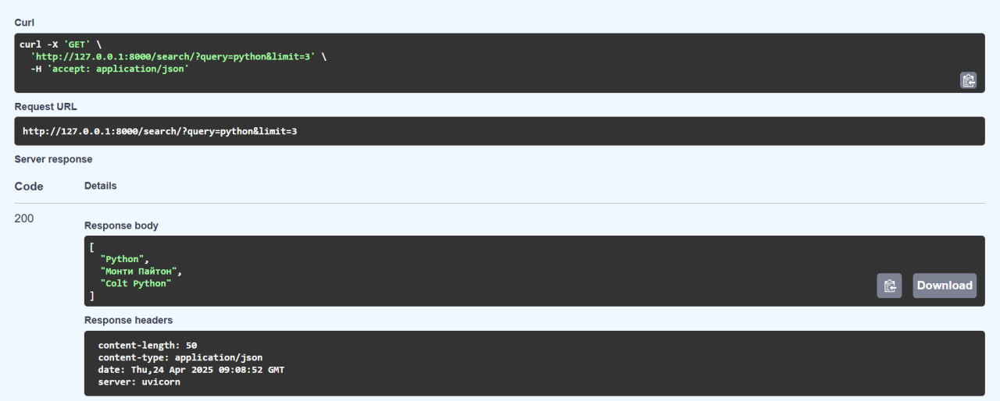 Curl
curl -X 'GET' \
  'http://127.0.0.1:8000/search/?query=python&limit=3' \
  -H 'accept: application/json'
Request URL
http://127.0.0.1:8000/search/?query=python&limit=3
Server response
Code Details
200
Response body
[
  "Python",
  "Монти Пайтон",
  "Colt Python"
]
Download
Response headers
content-length: 50
content-type: application/json
date: Thu,24 Apr 2025 09:08:52 GMT
server: uvicorn